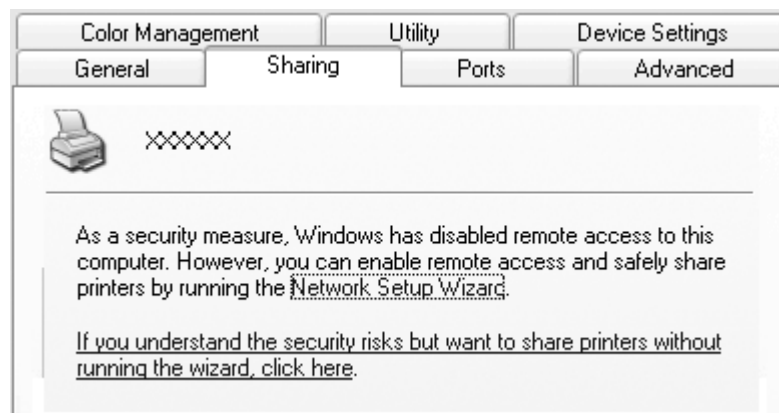 Color Management Utility Device Settings
General Sharing Ports Advanced
XXXXXX
As a security measure, Windows has disabled remote access to this
computer. However, you can enable remote access and safely share
printers by running the Network Setup Wizard.
If you understand the security risks but want to share printers without
running the wizard, click here.